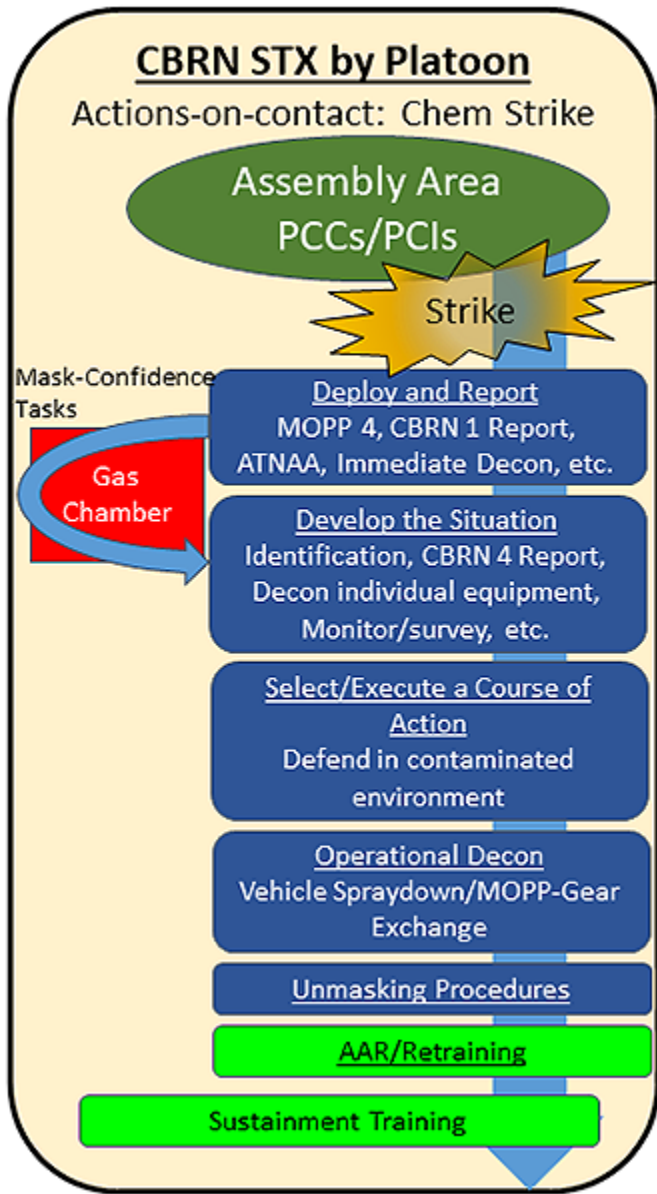 CBRN STX by Platoon
Actions-on-contact: Chem Strike
Assembly Area
PCCs/PCIs
Strike
Mask-Confidence
Tasks
Gas
Chamber
Deploy and Report
MOPP 4, CBRN 1 Report,
ATNAA, Immediate Decon, etc.
Develop the Situation
Identification, CBRN 4 Report,
Decon individual equipment,
Monitor/survey, etc.
Select/Execute a Course of
Action
Defend in contaminated
environment
Operational Decon
Vehicle Spraydown/MOPP-Gear
Exchange
Unmasking Procedures
AAR/Retraining
Sustainment Training